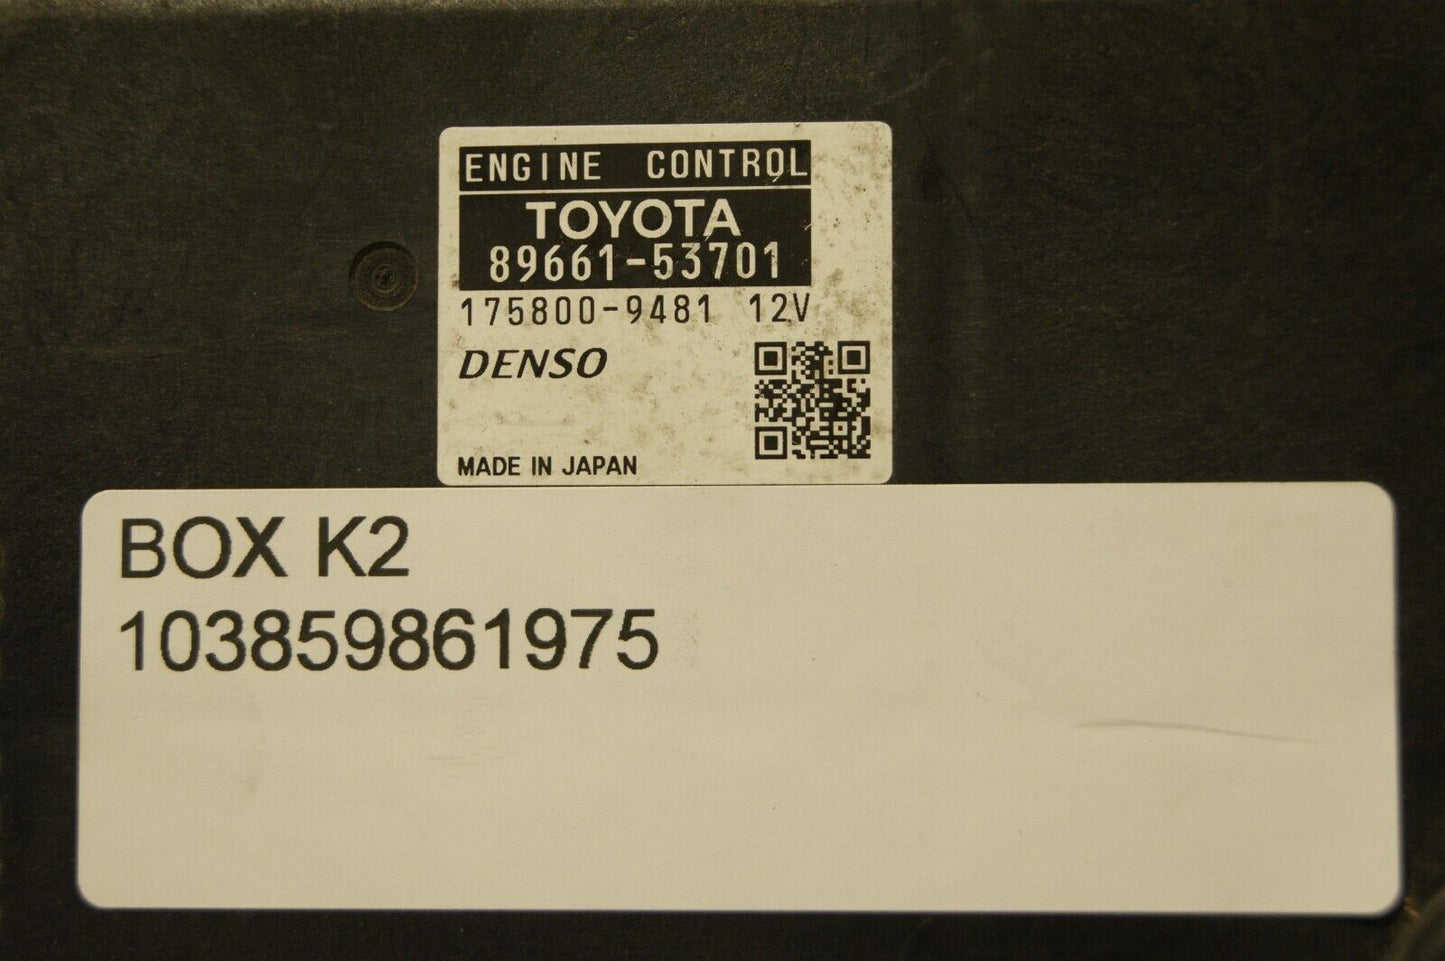 ENGINE CONTROL
TOYOTA
89661-53701
175800-9481 12V
DENSO
MADE IN JAPAN
BOX K2
103859861975